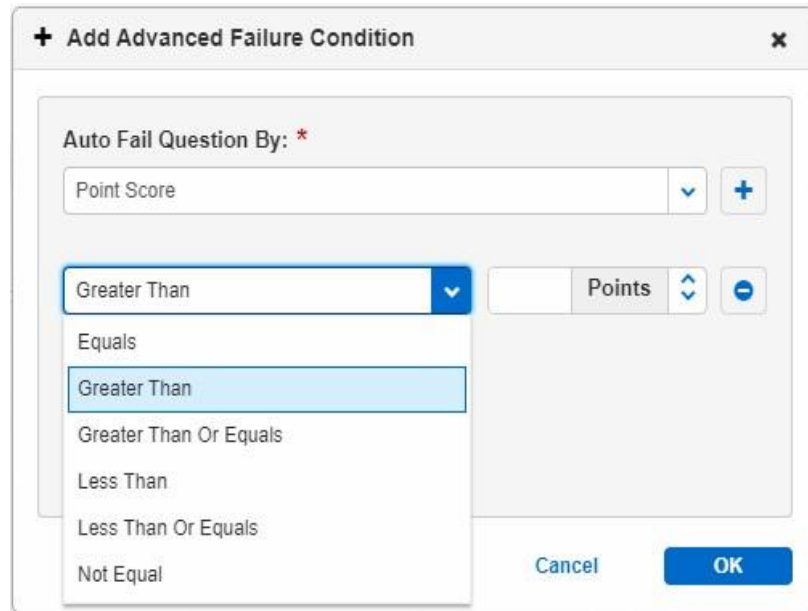 Add Advanced Failure Condition
Auto Fail Question By: *
Point Score
Greater Than
Points
Equals
Greater Than
Greater Than Or Equals
Less Than
Less Than Or Equals
Not Equal
Cancel
OK